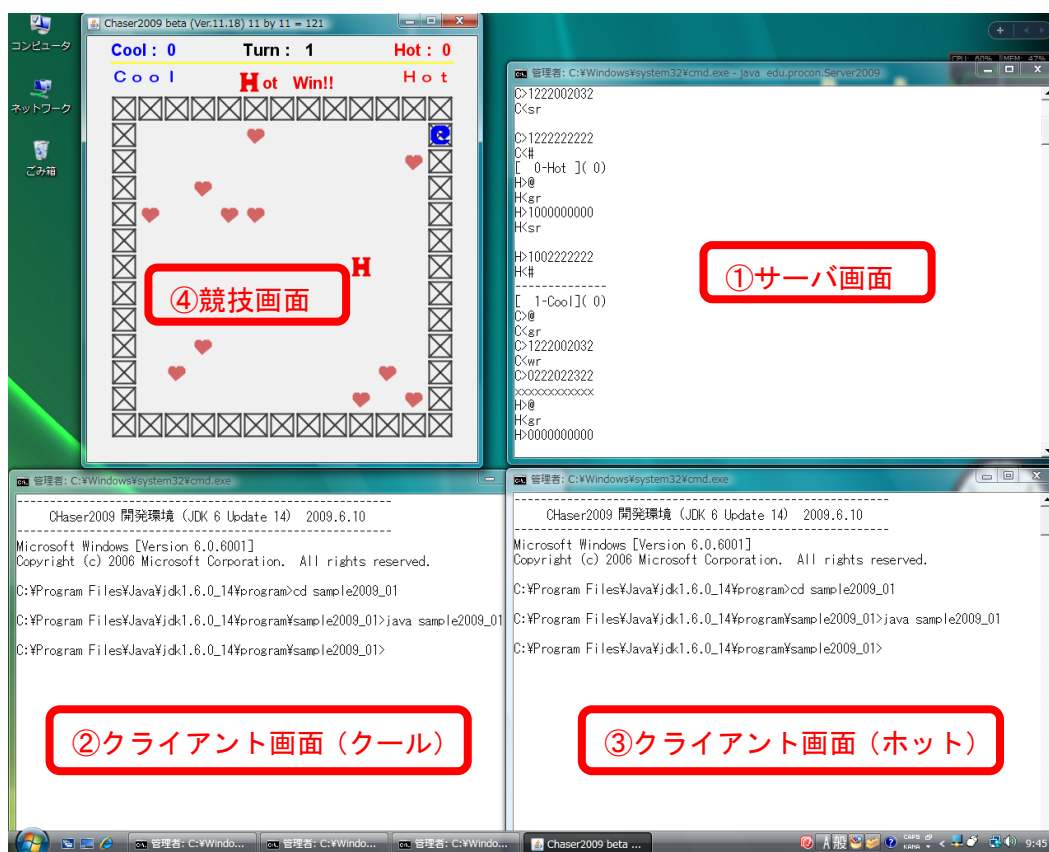 コンピュータ
ネットワーク
ごみ箱
Chaser2009 beta (Ver.11.18) 11 by 11 = 121
Cool : 0 Turn : 1 Hot : 0
Cool Hot Win!! Hot
C
H
④競技画面
CPU: 60% MEM: 47%
管理者: C:¥Windows¥system32¥cmd.exe - java edu.procon.Server2009
C>1222002032
C<sr
C>1222222222
C<#
[ 0-Hot ]( 0)
H>@
H<gr
H>1000000000
H<sr
H>1002222222
H<#
--------------
[ 1-Cool]( 0)
C>@
C<gr
C>1222002032
C<wr
C>0222022322
xxxxxxxxxxxx
H>@
H<gr
H>0000000000
①サーバ画面
管理者: C:¥Windows¥system32¥cmd.exe
CHaser2009 開発環境 (JDK 6 Update 14) 2009.6.10
Microsoft Windows [Version 6.0.6001]
Copyright (c) 2006 Microsoft Corporation. All rights reserved.
C:¥Program Files¥Java¥jdk1.6.0_14¥program>cd sample2009_01
C:¥Program Files¥Java¥jdk1.6.0_14¥program¥sample2009_01>java sample2009_01
C:¥Program Files¥Java¥jdk1.6.0_14¥program¥sample2009_01>
②クライアント画面（クール）
管理者: C:¥Windows¥system32¥cmd.exe
CHaser2009 開発環境 (JDK 6 Update 14) 2009.6.10
Microsoft Windows [Version 6.0.6001]
Copyright (c) 2006 Microsoft Corporation. All rights reserved.
C:¥Program Files¥Java¥jdk1.6.0_14¥program>cd sample2009_01
C:¥Program Files¥Java¥jdk1.6.0_14¥program¥sample2009_01>java sample2009_01
C:¥Program Files¥Java¥jdk1.6.0_14¥program¥sample2009_01>
③クライアント画面（ホット）
管理者: C:¥Windo... 管理者: C:¥Windo... 管理者: C:¥Windo... Chaser2009 beta ... A 般 CAPS KANA 9:45